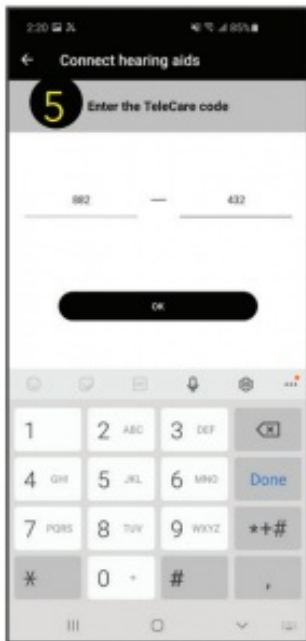 2:20
85%
← Connect hearing aids
5 Enter the TeleCare code
882 — 432
OK
1 2 ABC 3 DEF
4 GHI 5 JKL 6 MNO Done
7 PQRS 8 TUV 9 WXYZ *+#
* 0 + # ,